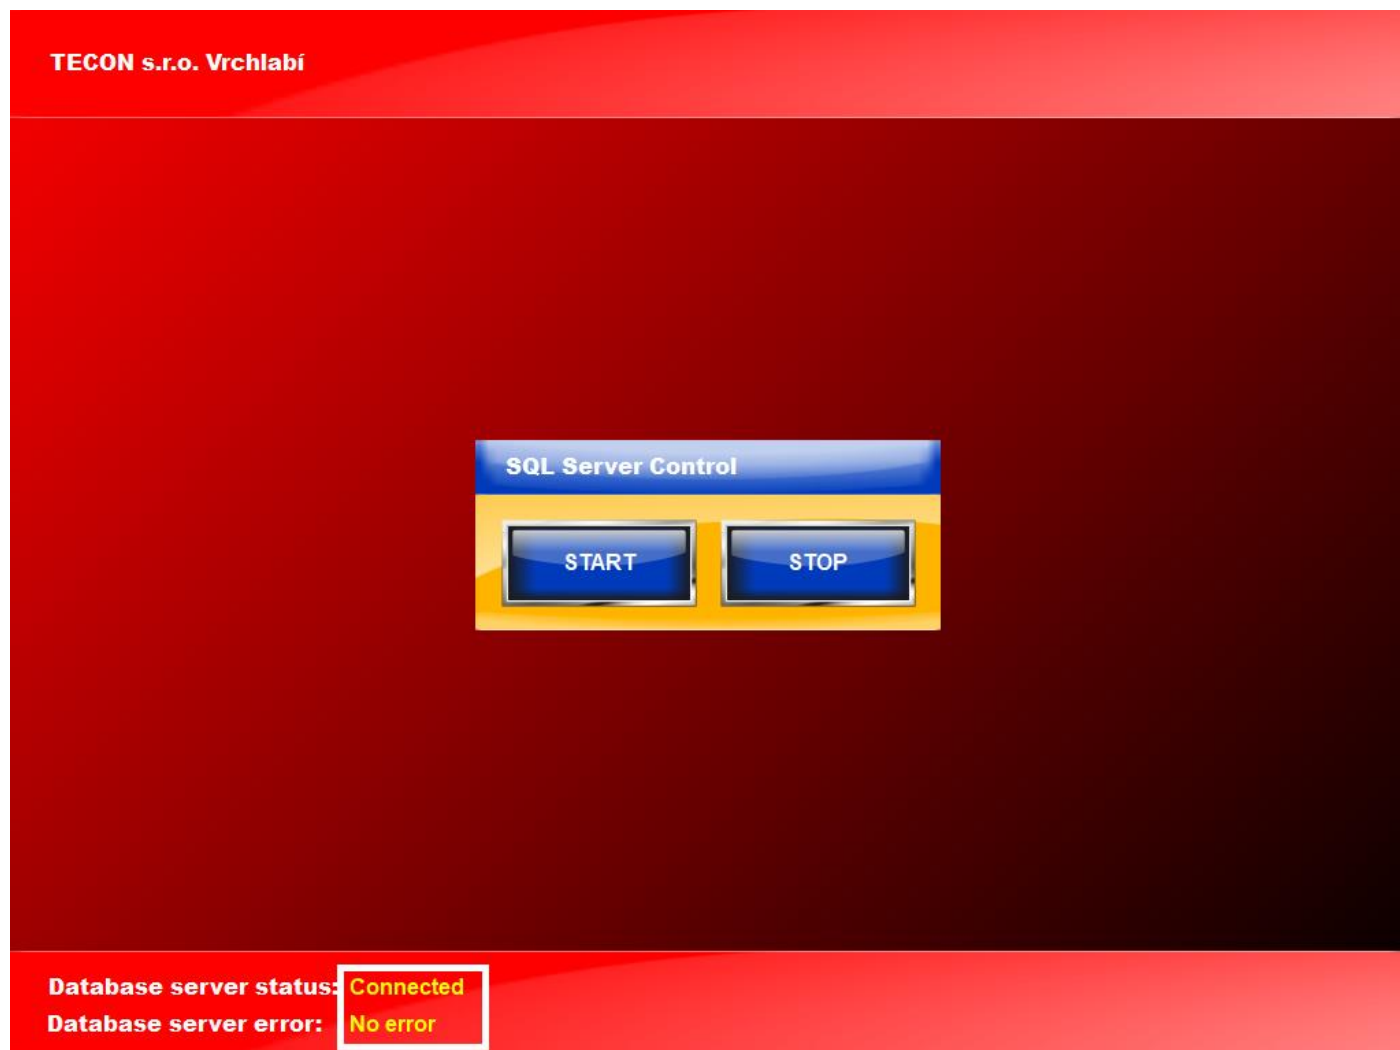 TECON s.r.o. Vrchlabí
SQL Server Control
START STOP
Database server status: Connected
Database server error: No error